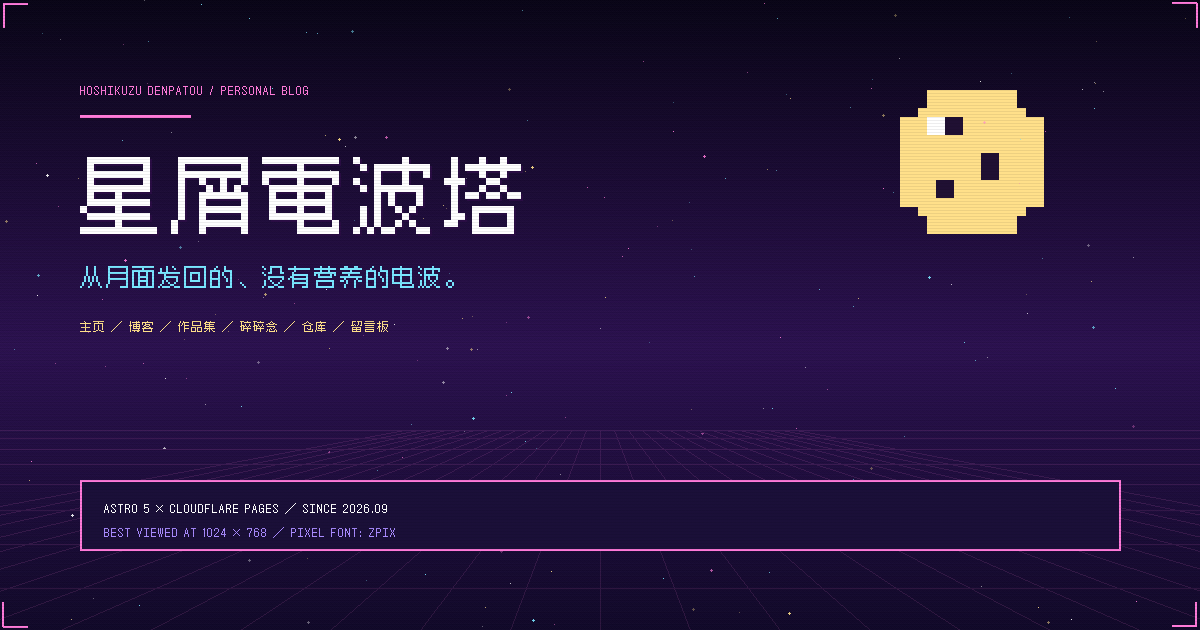 HOSHIKUZU DENPATOU / PERSONAL BLOG
星屑電波塔
从月面发回的、没有营养的电波。
主页 ／ 博客 ／ 作品集 ／ 碎碎念 ／ 仓库 ／ 留言板
ASTRO 5 × CLOUDFLARE PAGES ／ SINCE 2026.09
BEST VIEWED AT 1024 × 768 ／ PIXEL FONT: ZPIX